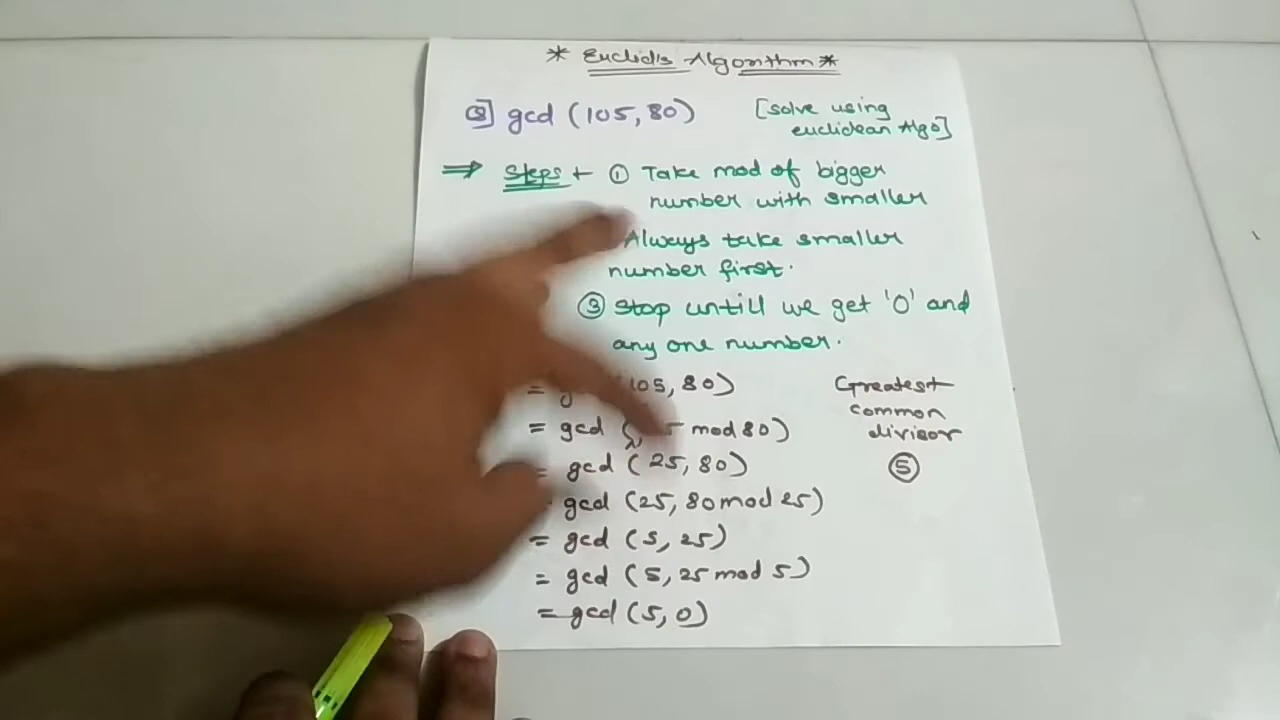 * Euclid's Algorithm *
Q] gcd (105, 80) [solve using
euclidean Algo]
⇒ Steps ① Take mod of bigger
number with smaller
Always take smaller
number first.
③ Stop untill we get '0' and
any one number.
= 105, 80)
= gcd mod 80)
= gcd (25, 80)
= gcd (25, 80 mod 25)
= gcd (5, 25)
= gcd (5, 25 mod 5)
= gcd (5, 0)
Greatest
common
divisor
⑤